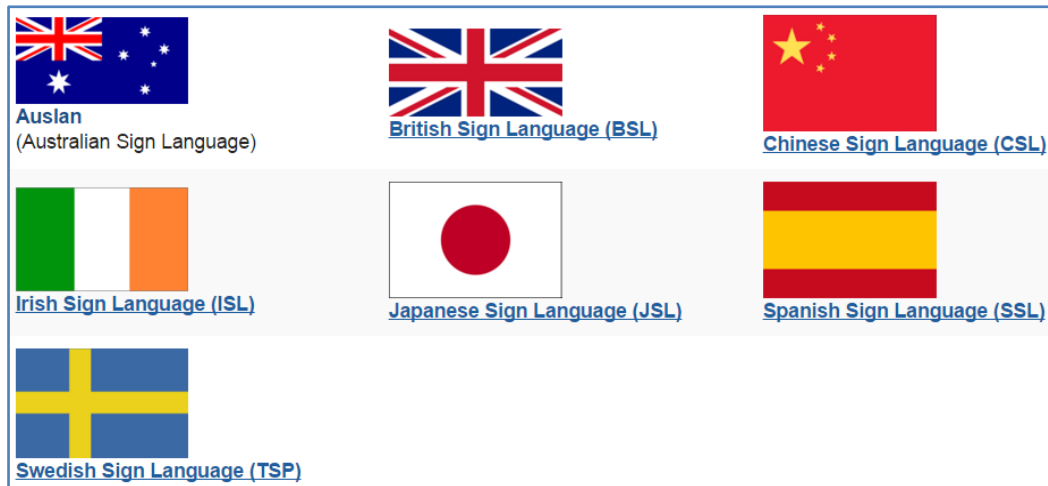 Auslan
(Australian Sign Language)
British Sign Language (BSL)
Chinese Sign Language (CSL)
Irish Sign Language (ISL)
Japanese Sign Language (JSL)
Spanish Sign Language (SSL)
Swedish Sign Language (TSP)